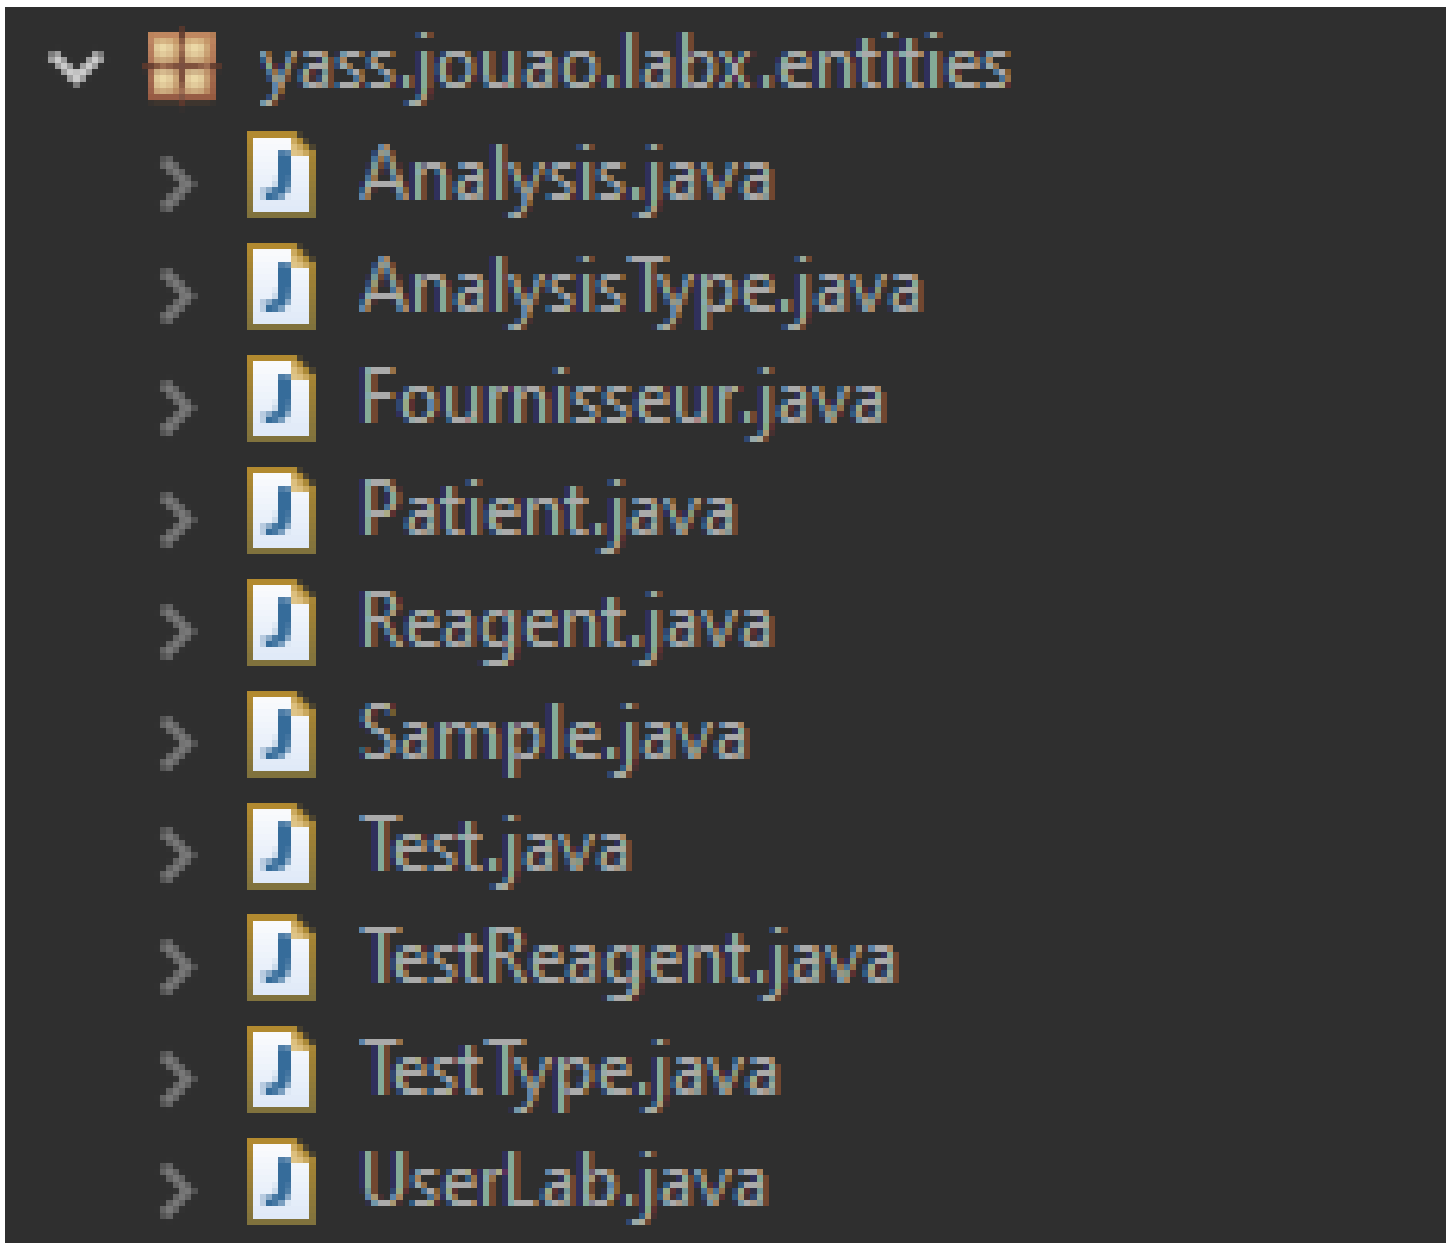 yass.jouao.labx.entities
Analysis.java
AnalysisType.java
Fournisseur.java
Patient.java
Reagent.java
Sample.java
Test.java
TestReagent.java
TestType.java
UserLab.java